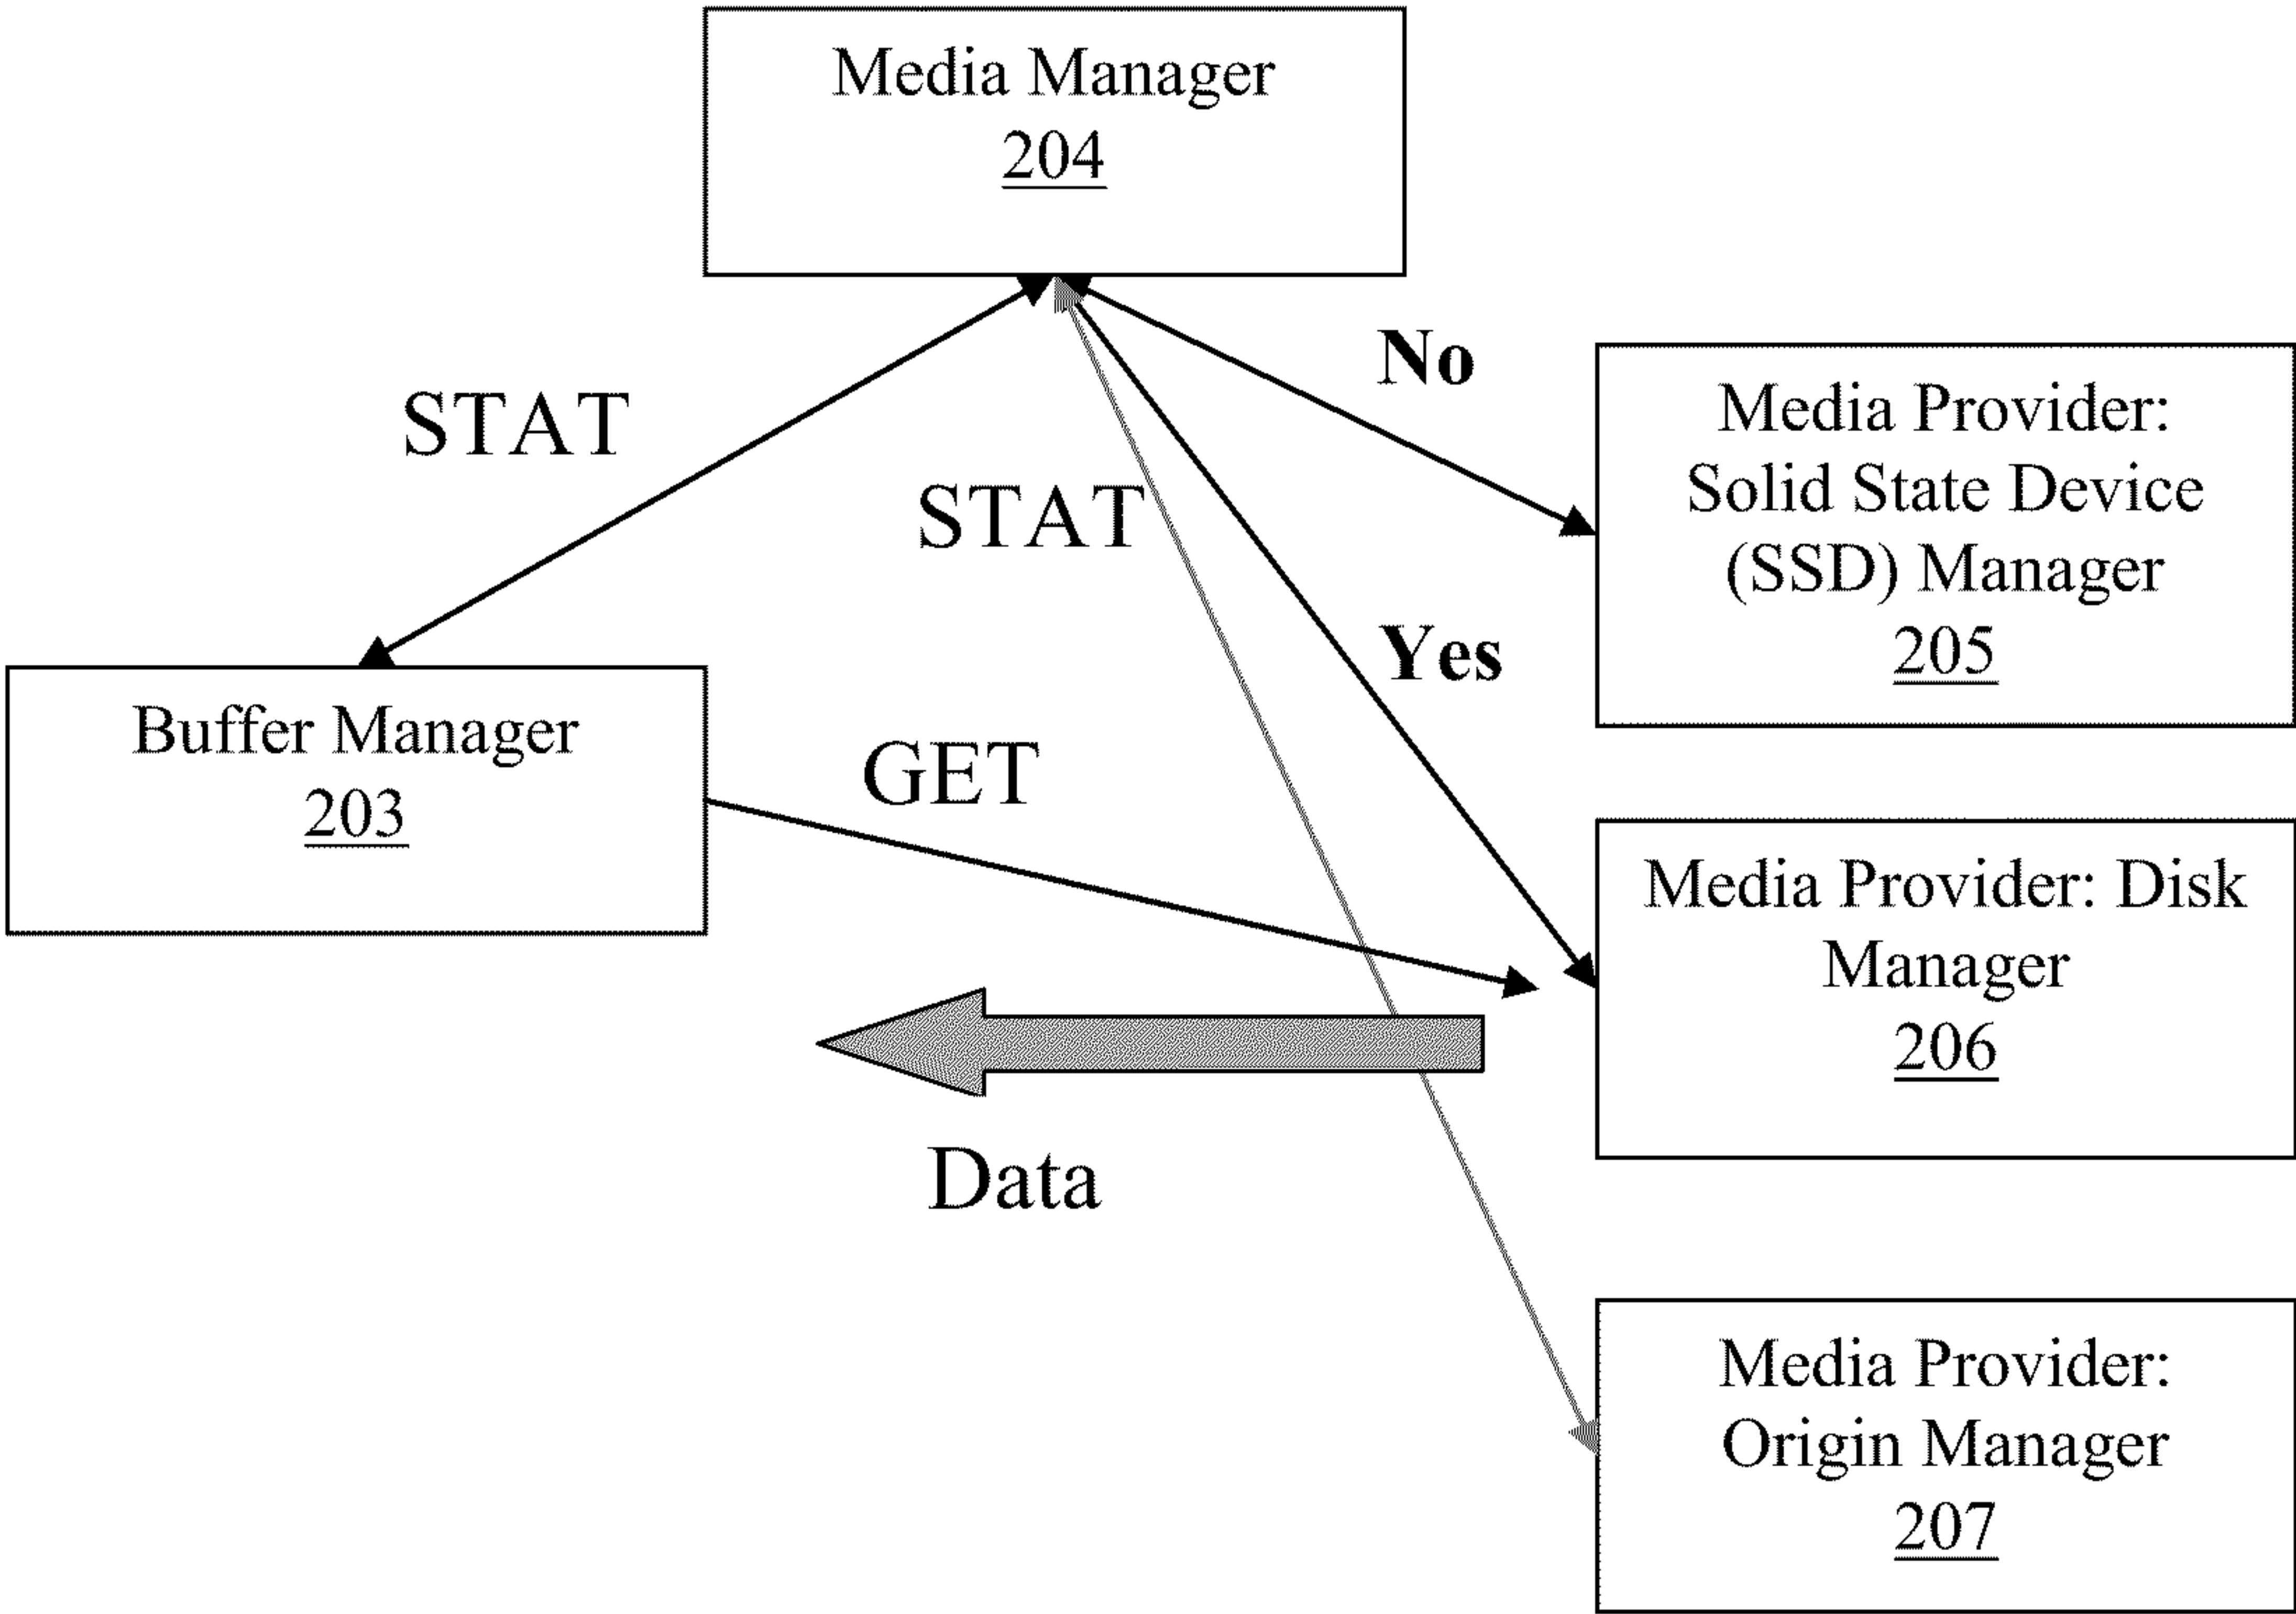 Media Manager
204
No
STAT
STAT
Media Provider:
Solid State Device
(SSD) Manager
205
Yes
Buffer Manager
203
GET
Media Provider: Disk
Manager
206
Data
Media Provider:
Origin Manager
207